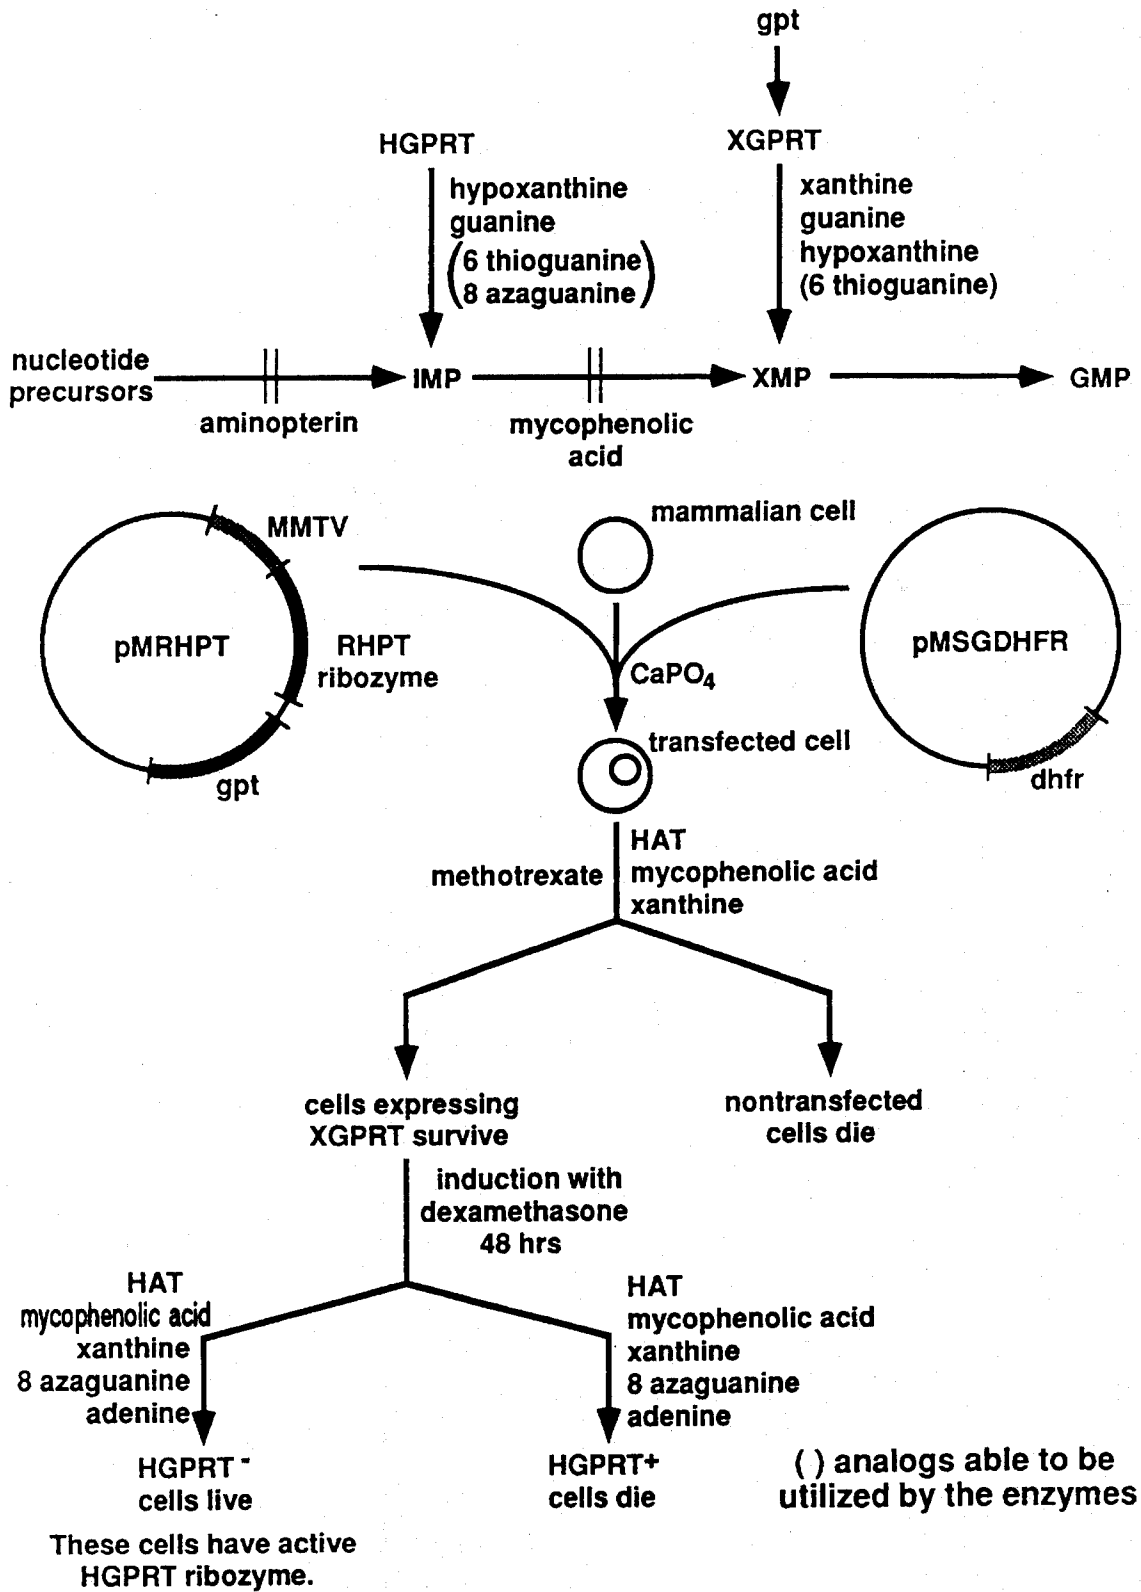 gpt
HGPRT
XGPRT
hypoxanthine
guanine
(6 thioguanine)
(8 azaguanine)
xanthine
guanine
hypoxanthine
(6 thioguanine)
nucleotide
precursors
IMP
XMP
GMP
aminopterin
mycophenolic
acid
MMTV
mammalian cell
pMRHPT
RHPT
ribozyme
pMSGDHFR
CaPO4
transfected cell
gpt
dhfr
methotrexate
HAT
mycophenolic acid
xanthine
cells expressing
XGPRT survive
nontransfected
cells die
induction with
dexamethasone
48 hrs
HAT
mycophenolic acid
xanthine
8 azaguanine
adenine
HAT
mycophenolic acid
xanthine
8 azaguanine
adenine
HGPRT -
cells live
HGPRT+
cells die
( ) analogs able to be
utilized by the enzymes
These cells have active
HGPRT ribozyme.